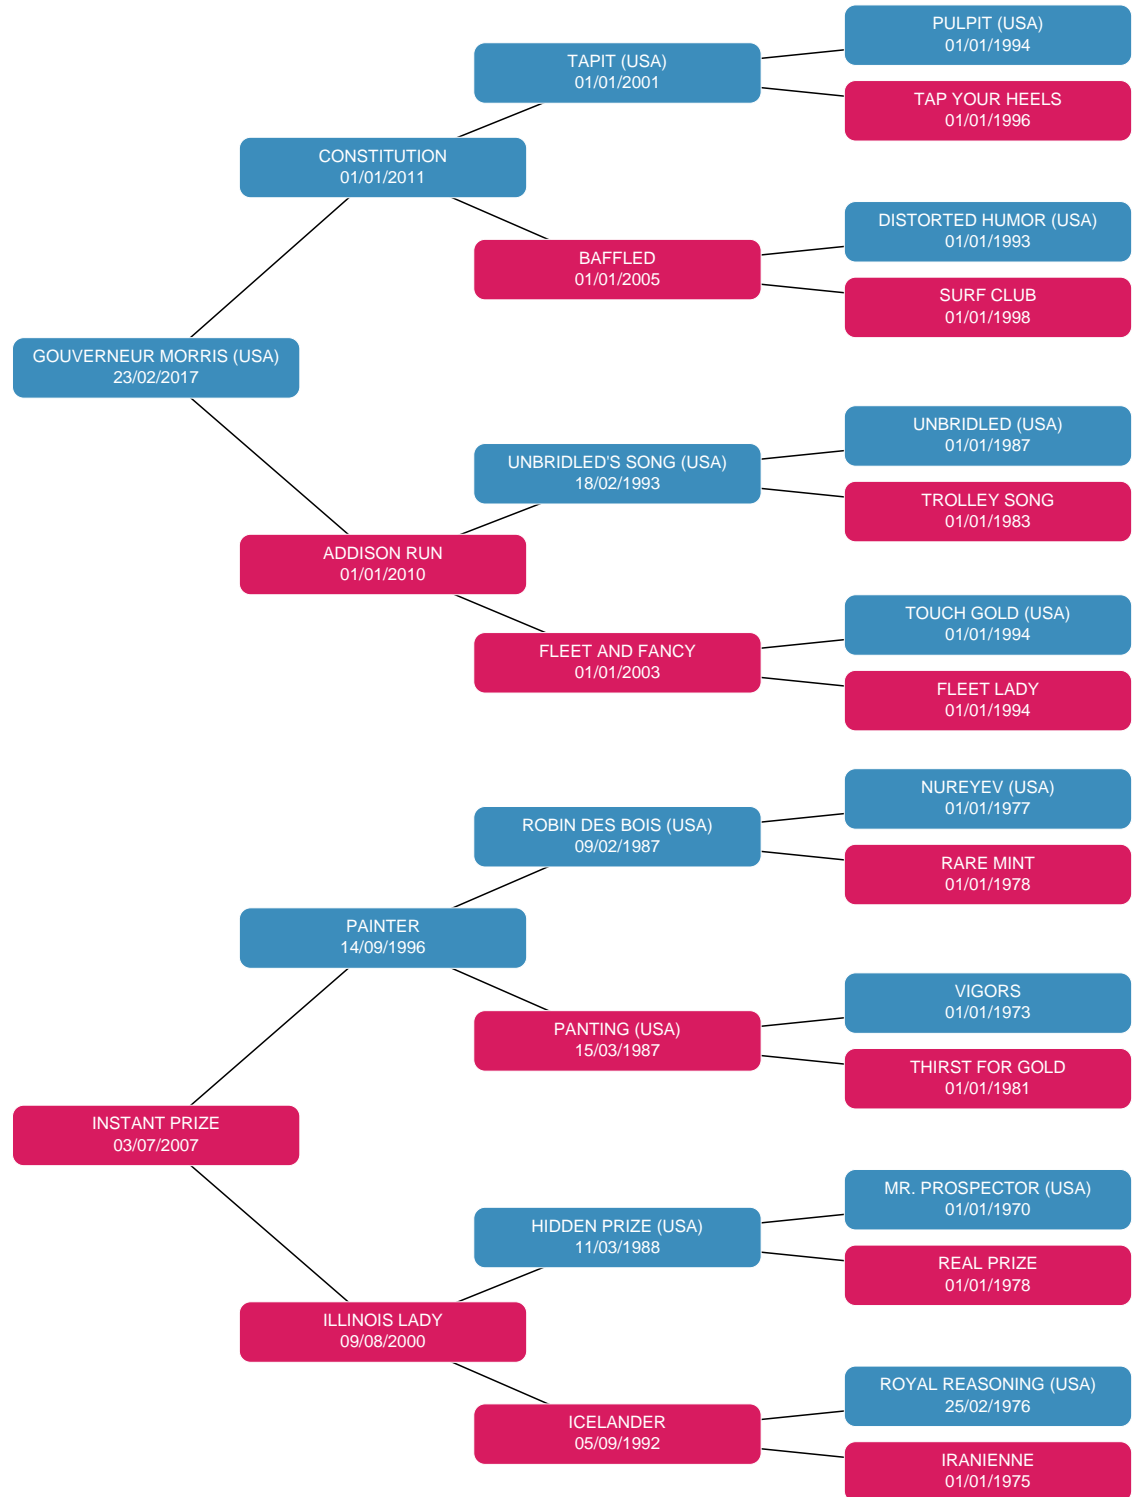 PULPIT (USA)
01/01/1994
TAPIT (USA)
01/01/2001
TAP YOUR HEELS
01/01/1996
CONSTITUTION
01/01/2011
DISTORTED HUMOR (USA)
01/01/1993
BAFFLED
01/01/2005
SURF CLUB
01/01/1998
GOUVERNEUR MORRIS (USA)
23/02/2017
UNBRIDLED (USA)
01/01/1987
UNBRIDLED'S SONG (USA)
18/02/1993
TROLLEY SONG
01/01/1983
ADDISON RUN
01/01/2010
TOUCH GOLD (USA)
01/01/1994
FLEET AND FANCY
01/01/2003
FLEET LADY
01/01/1994
NUREYEV (USA)
01/01/1977
ROBIN DES BOIS (USA)
09/02/1987
RARE MINT
01/01/1978
PAINTER
14/09/1996
VIGORS
01/01/1973
PANTING (USA)
15/03/1987
THIRST FOR GOLD
01/01/1981
INSTANT PRIZE
03/07/2007
MR. PROSPECTOR (USA)
01/01/1970
HIDDEN PRIZE (USA)
11/03/1988
REAL PRIZE
01/01/1978
ILLINOIS LADY
09/08/2000
ROYAL REASONING (USA)
25/02/1976
ICELANDER
05/09/1992
IRANIENNE
01/01/1975